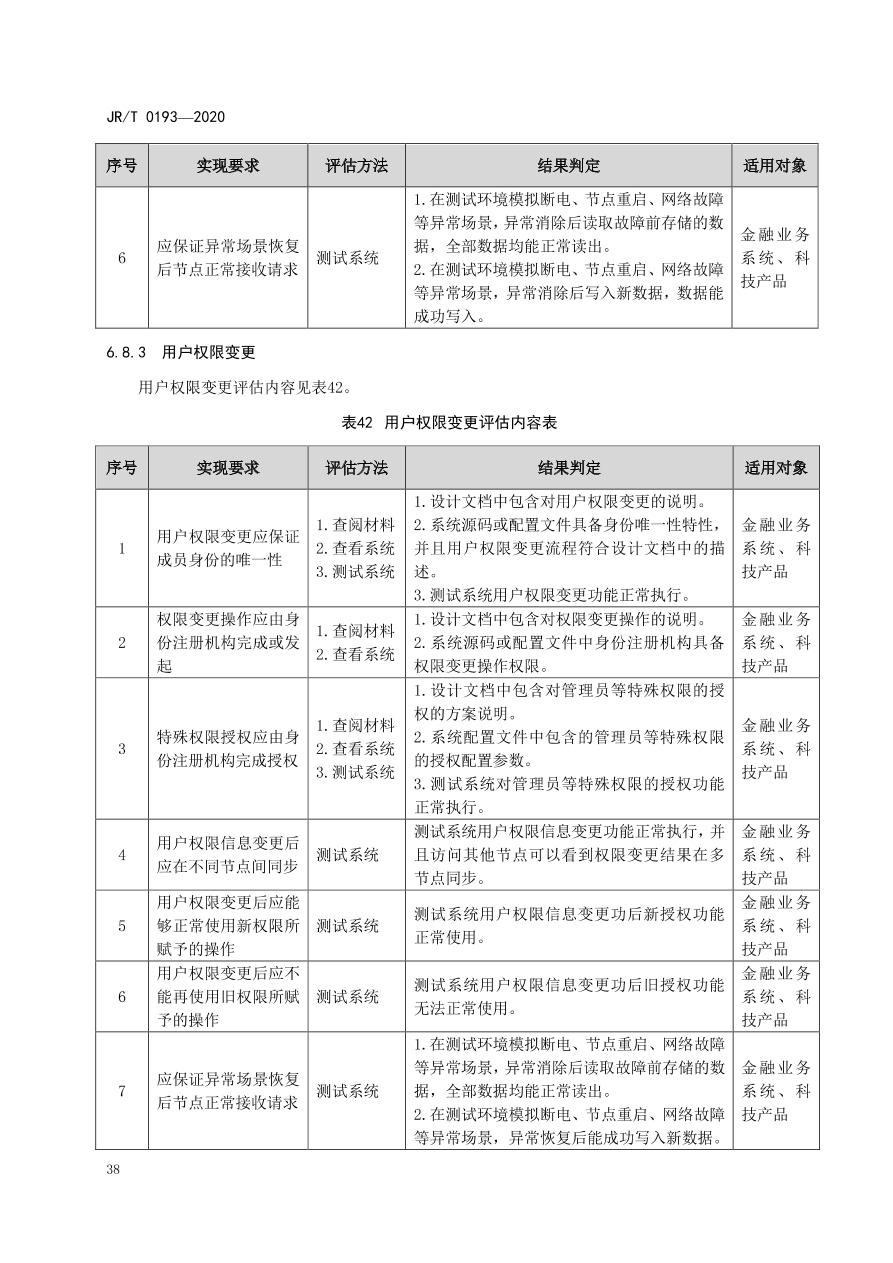 JR/T 0193—2020
序号 实现要求 评估方法 结果判定 适用对象
6
应保证异常场景恢复
后节点正常接收请求
测试系统
1.在测试环境模拟断电、节点重启、网络故障
等异常场景，异常消除后读取故障前存储的数
据，全部数据均能正常读出。
2.在测试环境模拟断电、节点重启、网络故障
等异常场景，异常消除后写入新数据，数据能
成功写入。
金融业务
系统、科
技产品
6.8.3 用户权限变更
用户权限变更评估内容见表42。
表42 用户权限变更评估内容表
序号 实现要求 评估方法 结果判定 适用对象
1
用户权限变更应保证
成员身份的唯一性
1.查阅材料
2.查看系统
3.测试系统
1.设计文档中包含对用户权限变更的说明。
2.系统源码或配置文件具备身份唯一性特性，
并且用户权限变更流程符合设计文档中的描
述。
3.测试系统用户权限变更功能正常执行。
金融业务
系统、科
技产品
2
权限变更操作应由身
份注册机构完成或发
起
1.查阅材料
2.查看系统
1.设计文档中包含对权限变更操作的说明。
2.系统源码或配置文件中身份注册机构具备
权限变更操作权限。
金融业务
系统、科
技产品
3
特殊权限授权应由身
份注册机构完成授权
1.查阅材料
2.查看系统
3.测试系统
1.设计文档中包含对管理员等特殊权限的授
权的方案说明。
2.系统配置文件中包含的管理员等特殊权限
的授权配置参数。
3.测试系统对管理员等特殊权限的授权功能
正常执行。
金融业务
系统、科
技产品
4
用户权限信息变更后
应在不同节点间同步
测试系统
测试系统用户权限信息变更功能正常执行，并
且访问其他节点可以看到权限变更结果在多
节点同步。
金融业务
系统、科
技产品
5
用户权限变更后应能
够正常使用新权限所
赋予的操作
测试系统
测试系统用户权限信息变更功后新授权功能
正常使用。
金融业务
系统、科
技产品
6
用户权限变更后应不
能再使用旧权限所赋
予的操作
测试系统
测试系统用户权限信息变更功后旧授权功能
无法正常使用。
金融业务
系统、科
技产品
7
应保证异常场景恢复
后节点正常接收请求
测试系统
1.在测试环境模拟断电、节点重启、网络故障
等异常场景，异常消除后读取故障前存储的数
据，全部数据均能正常读出。
2.在测试环境模拟断电、节点重启、网络故障
等异常场景，异常恢复后能成功写入新数据。
金融业务
系统、科
技产品
38